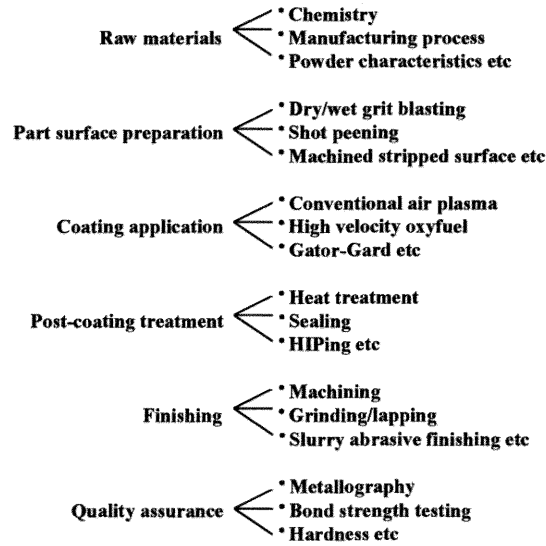 Raw materials
• Chemistry
• Manufacturing process
• Powder characteristics etc
Part surface preparation
• Dry/wet grit blasting
• Shot peening
• Machined stripped surface etc
Coating application
• Conventional air plasma
• High velocity oxyfuel
• Gator-Gard etc
Post-coating treatment
• Heat treatment
• Sealing
• HIPing etc
Finishing
• Machining
• Grinding/lapping
• Slurry abrasive finishing etc
Quality assurance
• Metallography
• Bond strength testing
• Hardness etc